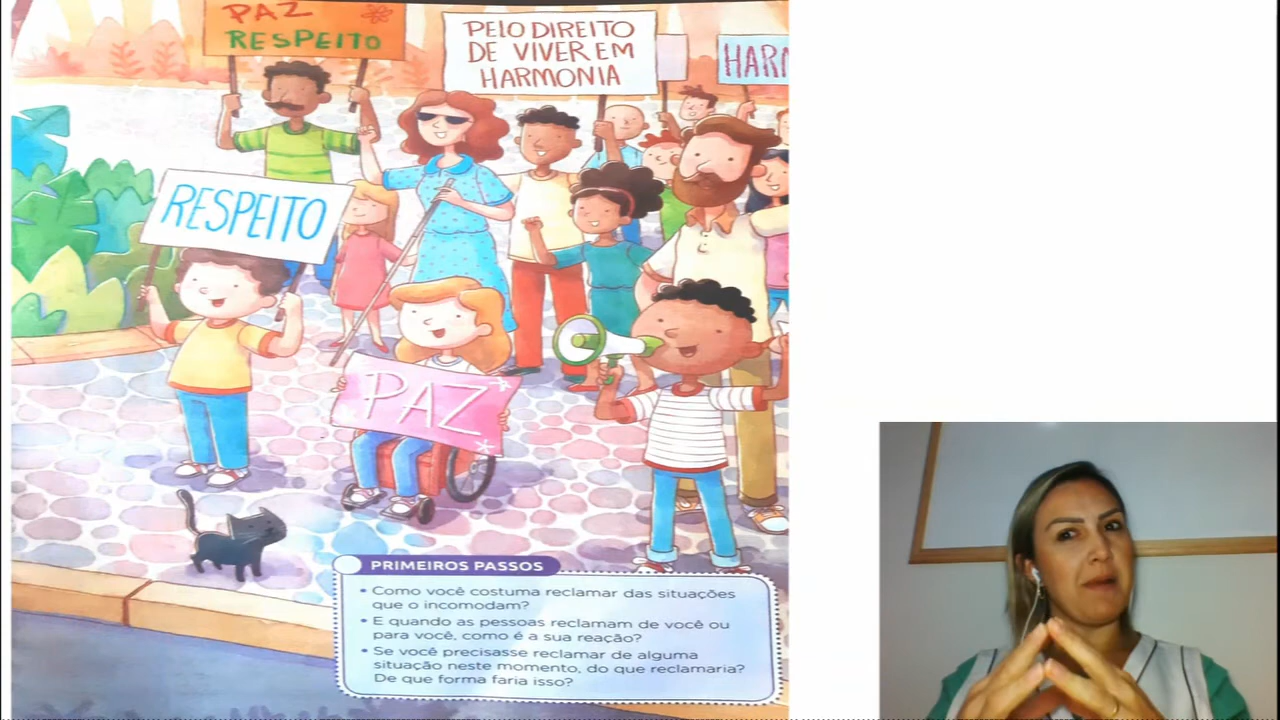 PAZ
RESPEITO
PELO DIREITO
DE VIVER EM
HARMONIA
RESPEITO
PAZ
PRIMEIROS PASSOS
• Como você costuma reclamar das situações
que o incomodam?
• E quando as pessoas reclamam de você ou
para você, como é a sua reação?
• Se você precisasse reclamar de alguma
situação neste momento, do que reclamaria?
De que forma faria isso?